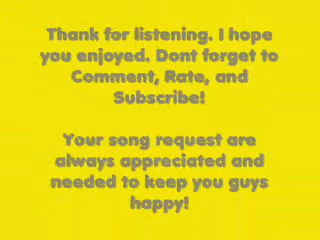 Thank for listening. I hope
you enjoyed. Dont forget to
Comment, Rate, and
Subscribe!
Your song request are
always appreciated and
needed to keep you guys
happy!